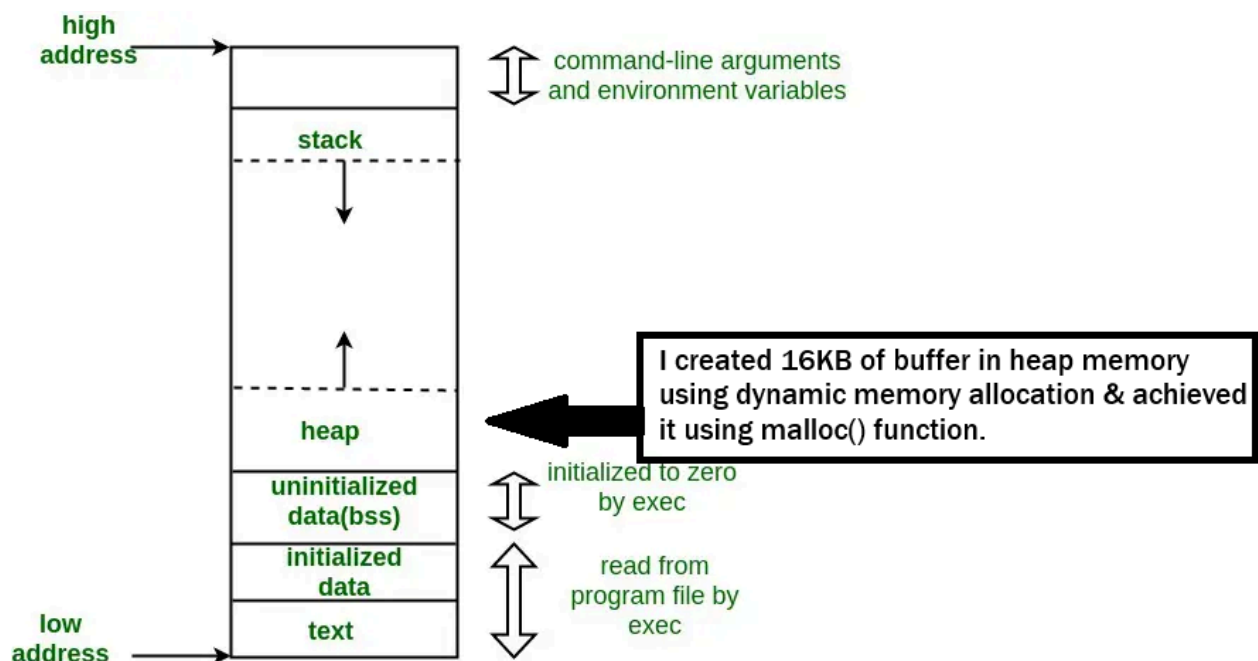 high
address
command-line arguments
and environment variables
stack
I created 16KB of buffer in heap memory
using dynamic memory allocation & achieved
it using malloc() function.
heap
uninitialized
data(bss)
initialized to zero
by exec
initialized
data
read from
program file by
exec
text
low
address